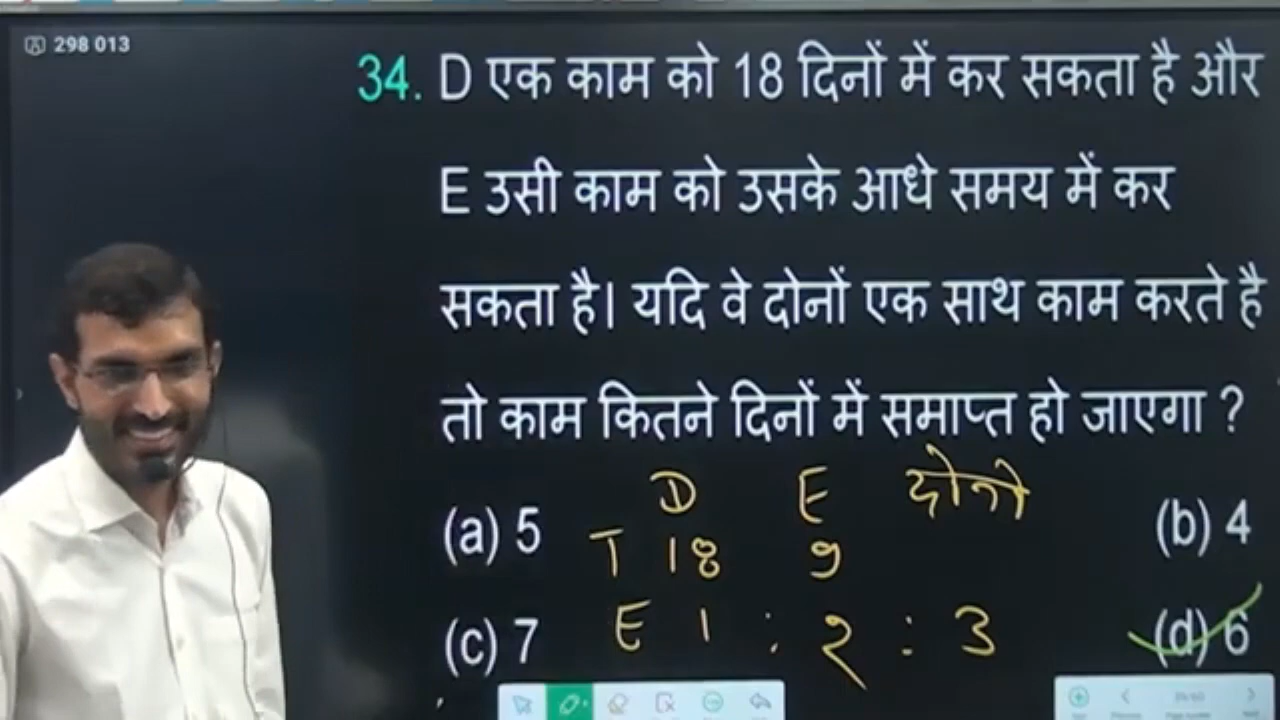 298 013
34. D एक काम को 18 दिनों में कर सकता है और
E उसी काम को उसके आधे समय में कर
सकता है। यदि वे दोनों एक साथ काम करते है
तो काम कितने दिनों में समाप्त हो जाएगा ?
D E दोनो
(a) 5 (b) 4
T 18 9
E 1 : 2 : 3
(c) 7 (d) 6